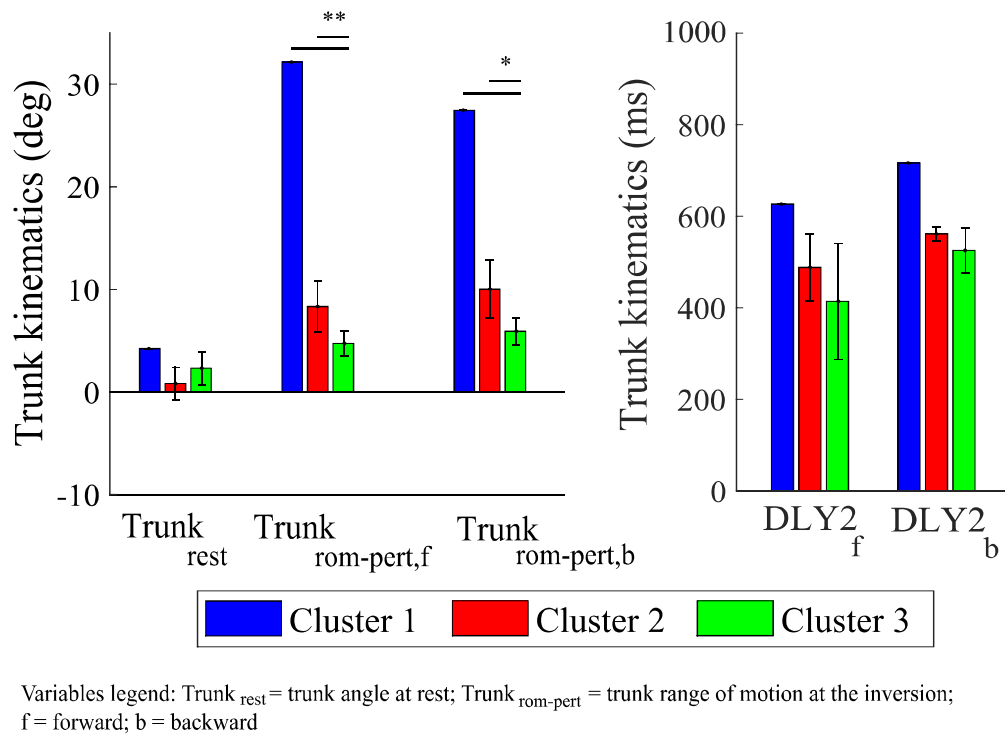 Trunk kinematics (deg)
30
20
10
0
-10
**
*
Trunk rest
Trunk rom-pert,f
Trunk rom-pert,b
Trunk kinematics (ms)
1000
800
600
400
200
0
DLY2 f
DLY2 b
Cluster 1 Cluster 2 Cluster 3
Variables legend: Trunk rest = trunk angle at rest; Trunk rom-pert = trunk range of motion at the inversion;
f = forward; b = backward